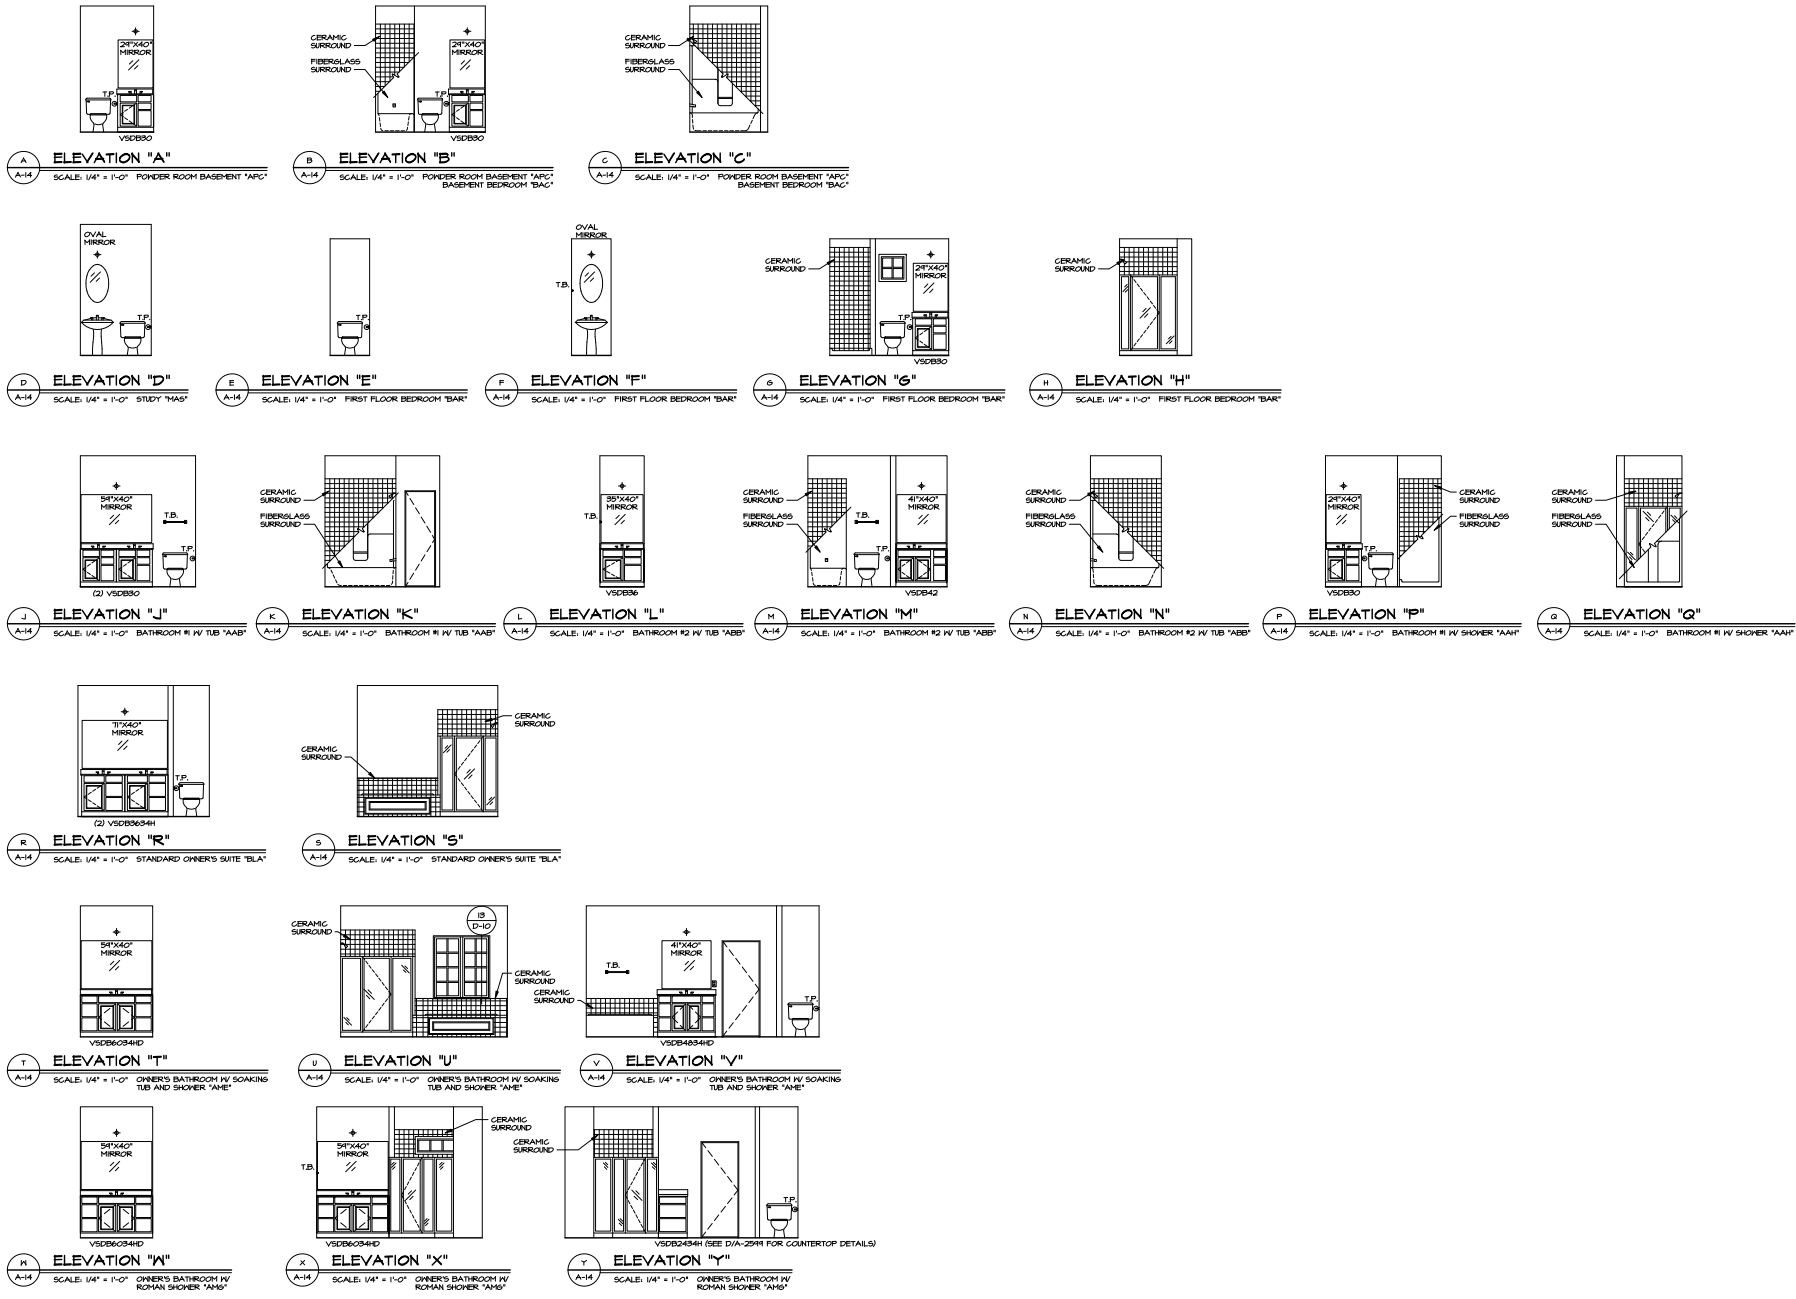 29"X40"
MIRROR
T.P.
VSDB30
A
A-14
ELEVATION "A"
SCALE: 1/4" = 1'-0" POWDER ROOM BASEMENT "APC"
CERAMIC
SURROUND
FIBERGLASS
SURROUND
29"X40"
MIRROR
T.P.
VSDB30
B
A-14
ELEVATION "B"
SCALE: 1/4" = 1'-0" POWDER ROOM BASEMENT "APC"
BASEMENT BEDROOM "BAC"
CERAMIC
SURROUND
FIBERGLASS
SURROUND
C
A-14
ELEVATION "C"
SCALE: 1/4" = 1'-0" POWDER ROOM BASEMENT "APC"
BASEMENT BEDROOM "BAC"
OVAL
MIRROR
T.P.
D
A-14
ELEVATION "D"
SCALE: 1/4" = 1'-0" STUDY "MAS"
T.P.
E
A-14
ELEVATION "E"
SCALE: 1/4" = 1'-0" FIRST FLOOR BEDROOM "BAR"
OVAL
MIRROR
T.B.
F
A-14
ELEVATION "F"
SCALE: 1/4" = 1'-0" FIRST FLOOR BEDROOM "BAR"
CERAMIC
SURROUND
29"X40"
MIRROR
T.P.
VSDB30
G
A-14
ELEVATION "G"
SCALE: 1/4" = 1'-0" FIRST FLOOR BEDROOM "BAR"
CERAMIC
SURROUND
H
A-14
ELEVATION "H"
SCALE: 1/4" = 1'-0" FIRST FLOOR BEDROOM "BAR"
59"X40"
MIRROR
T.B.
T.P.
(2) VSDB30
J
A-14
ELEVATION "J"
SCALE: 1/4" = 1'-0" BATHROOM #1 W/ TUB "AAB"
CERAMIC
SURROUND
FIBERGLASS
SURROUND
K
A-14
ELEVATION "K"
SCALE: 1/4" = 1'-0" BATHROOM #1 W/ TUB "AAB"
35"X40"
MIRROR
T.B.
VSDB36
L
A-14
ELEVATION "L"
SCALE: 1/4" = 1'-0" BATHROOM #2 W/ TUB "ABB"
CERAMIC
SURROUND
FIBERGLASS
SURROUND
T.B.
41"X40"
MIRROR
T.P.
VSDB42
M
A-14
ELEVATION "M"
SCALE: 1/4" = 1'-0" BATHROOM #2 W/ TUB "ABB"
CERAMIC
SURROUND
FIBERGLASS
SURROUND
N
A-14
ELEVATION "N"
SCALE: 1/4" = 1'-0" BATHROOM #2 W/ TUB "ABB"
29"X40"
MIRROR
T.P.
CERAMIC
SURROUND
FIBERGLASS
SURROUND
VSDB30
P
A-14
ELEVATION "P"
SCALE: 1/4" = 1'-0" BATHROOM #1 W/ SHOWER "AAH"
CERAMIC
SURROUND
FIBERGLASS
SURROUND
Q
A-14
ELEVATION "Q"
SCALE: 1/4" = 1'-0" BATHROOM #1 W/ SHOWER "AAH"
71"X40"
MIRROR
T.P.
(2) VSDB3634H
R
A-14
ELEVATION "R"
SCALE: 1/4" = 1'-0" STANDARD OWNER'S SUITE "BLA"
CERAMIC
SURROUND
CERAMIC
SURROUND
S
A-14
ELEVATION "S"
SCALE: 1/4" = 1'-0" STANDARD OWNER'S SUITE "BLA"
59"X40"
MIRROR
VSDB6034HD
T
A-14
ELEVATION "T"
SCALE: 1/4" = 1'-0" OWNER'S BATHROOM W/ SOAKING
TUB AND SHOWER "AME"
CERAMIC
SURROUND
13
D-10
CERAMIC
SURROUND
U
A-14
ELEVATION "U"
SCALE: 1/4" = 1'-0" OWNER'S BATHROOM W/ SOAKING
TUB AND SHOWER "AME"
T.B.
CERAMIC
SURROUND
41"X40"
MIRROR
T.P.
VSDB4834HD
V
A-14
ELEVATION "V"
SCALE: 1/4" = 1'-0" OWNER'S BATHROOM W/ SOAKING
TUB AND SHOWER "AME"
59"X40"
MIRROR
VSDB6034HD
W
A-14
ELEVATION "W"
SCALE: 1/4" = 1'-0" OWNER'S BATHROOM W/
ROMAN SHOWER "AMG"
59"X40"
MIRROR
T.B.
CERAMIC
SURROUND
VSDB6034HD
X
A-14
ELEVATION "X"
SCALE: 1/4" = 1'-0" OWNER'S BATHROOM W/
ROMAN SHOWER "AMG"
CERAMIC
SURROUND
T.P.
VSDB2434H (SEE D/A-2599 FOR COUNTERTOP DETAILS)
Y
A-14
ELEVATION "Y"
SCALE: 1/4" = 1'-0" OWNER'S BATHROOM W/
ROMAN SHOWER "AMG"